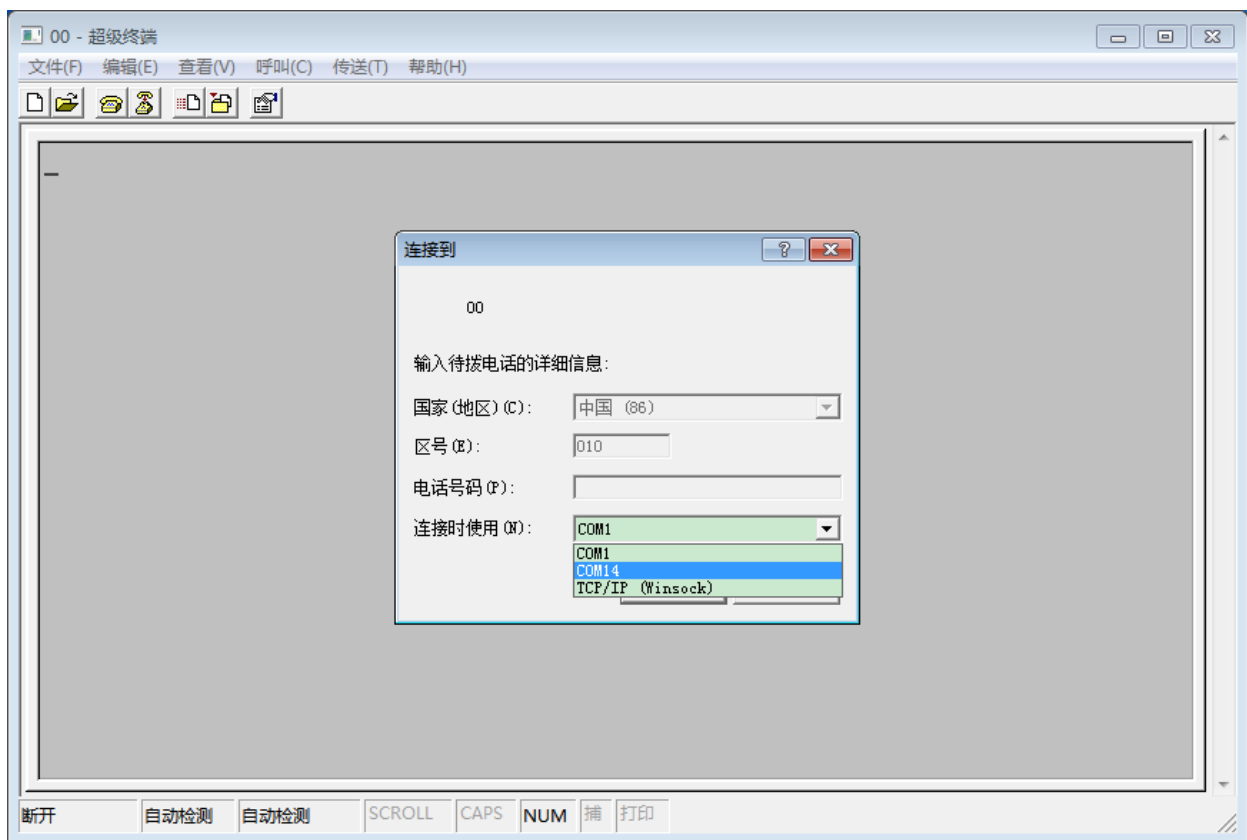 00 - 超级终端
文件(F) 编辑(E) 查看(V) 呼叫(C) 传送(T) 帮助(H)
连接到
00
输入待拨电话的详细信息:
国家(地区)(C): 中国 (86)
区号(E): 010
电话号码(P):
连接时使用(N): COM1
COM1
COM14
TCP/IP (Winsock)
断开 自动检测 自动检测 SCROLL CAPS NUM 捕 打印